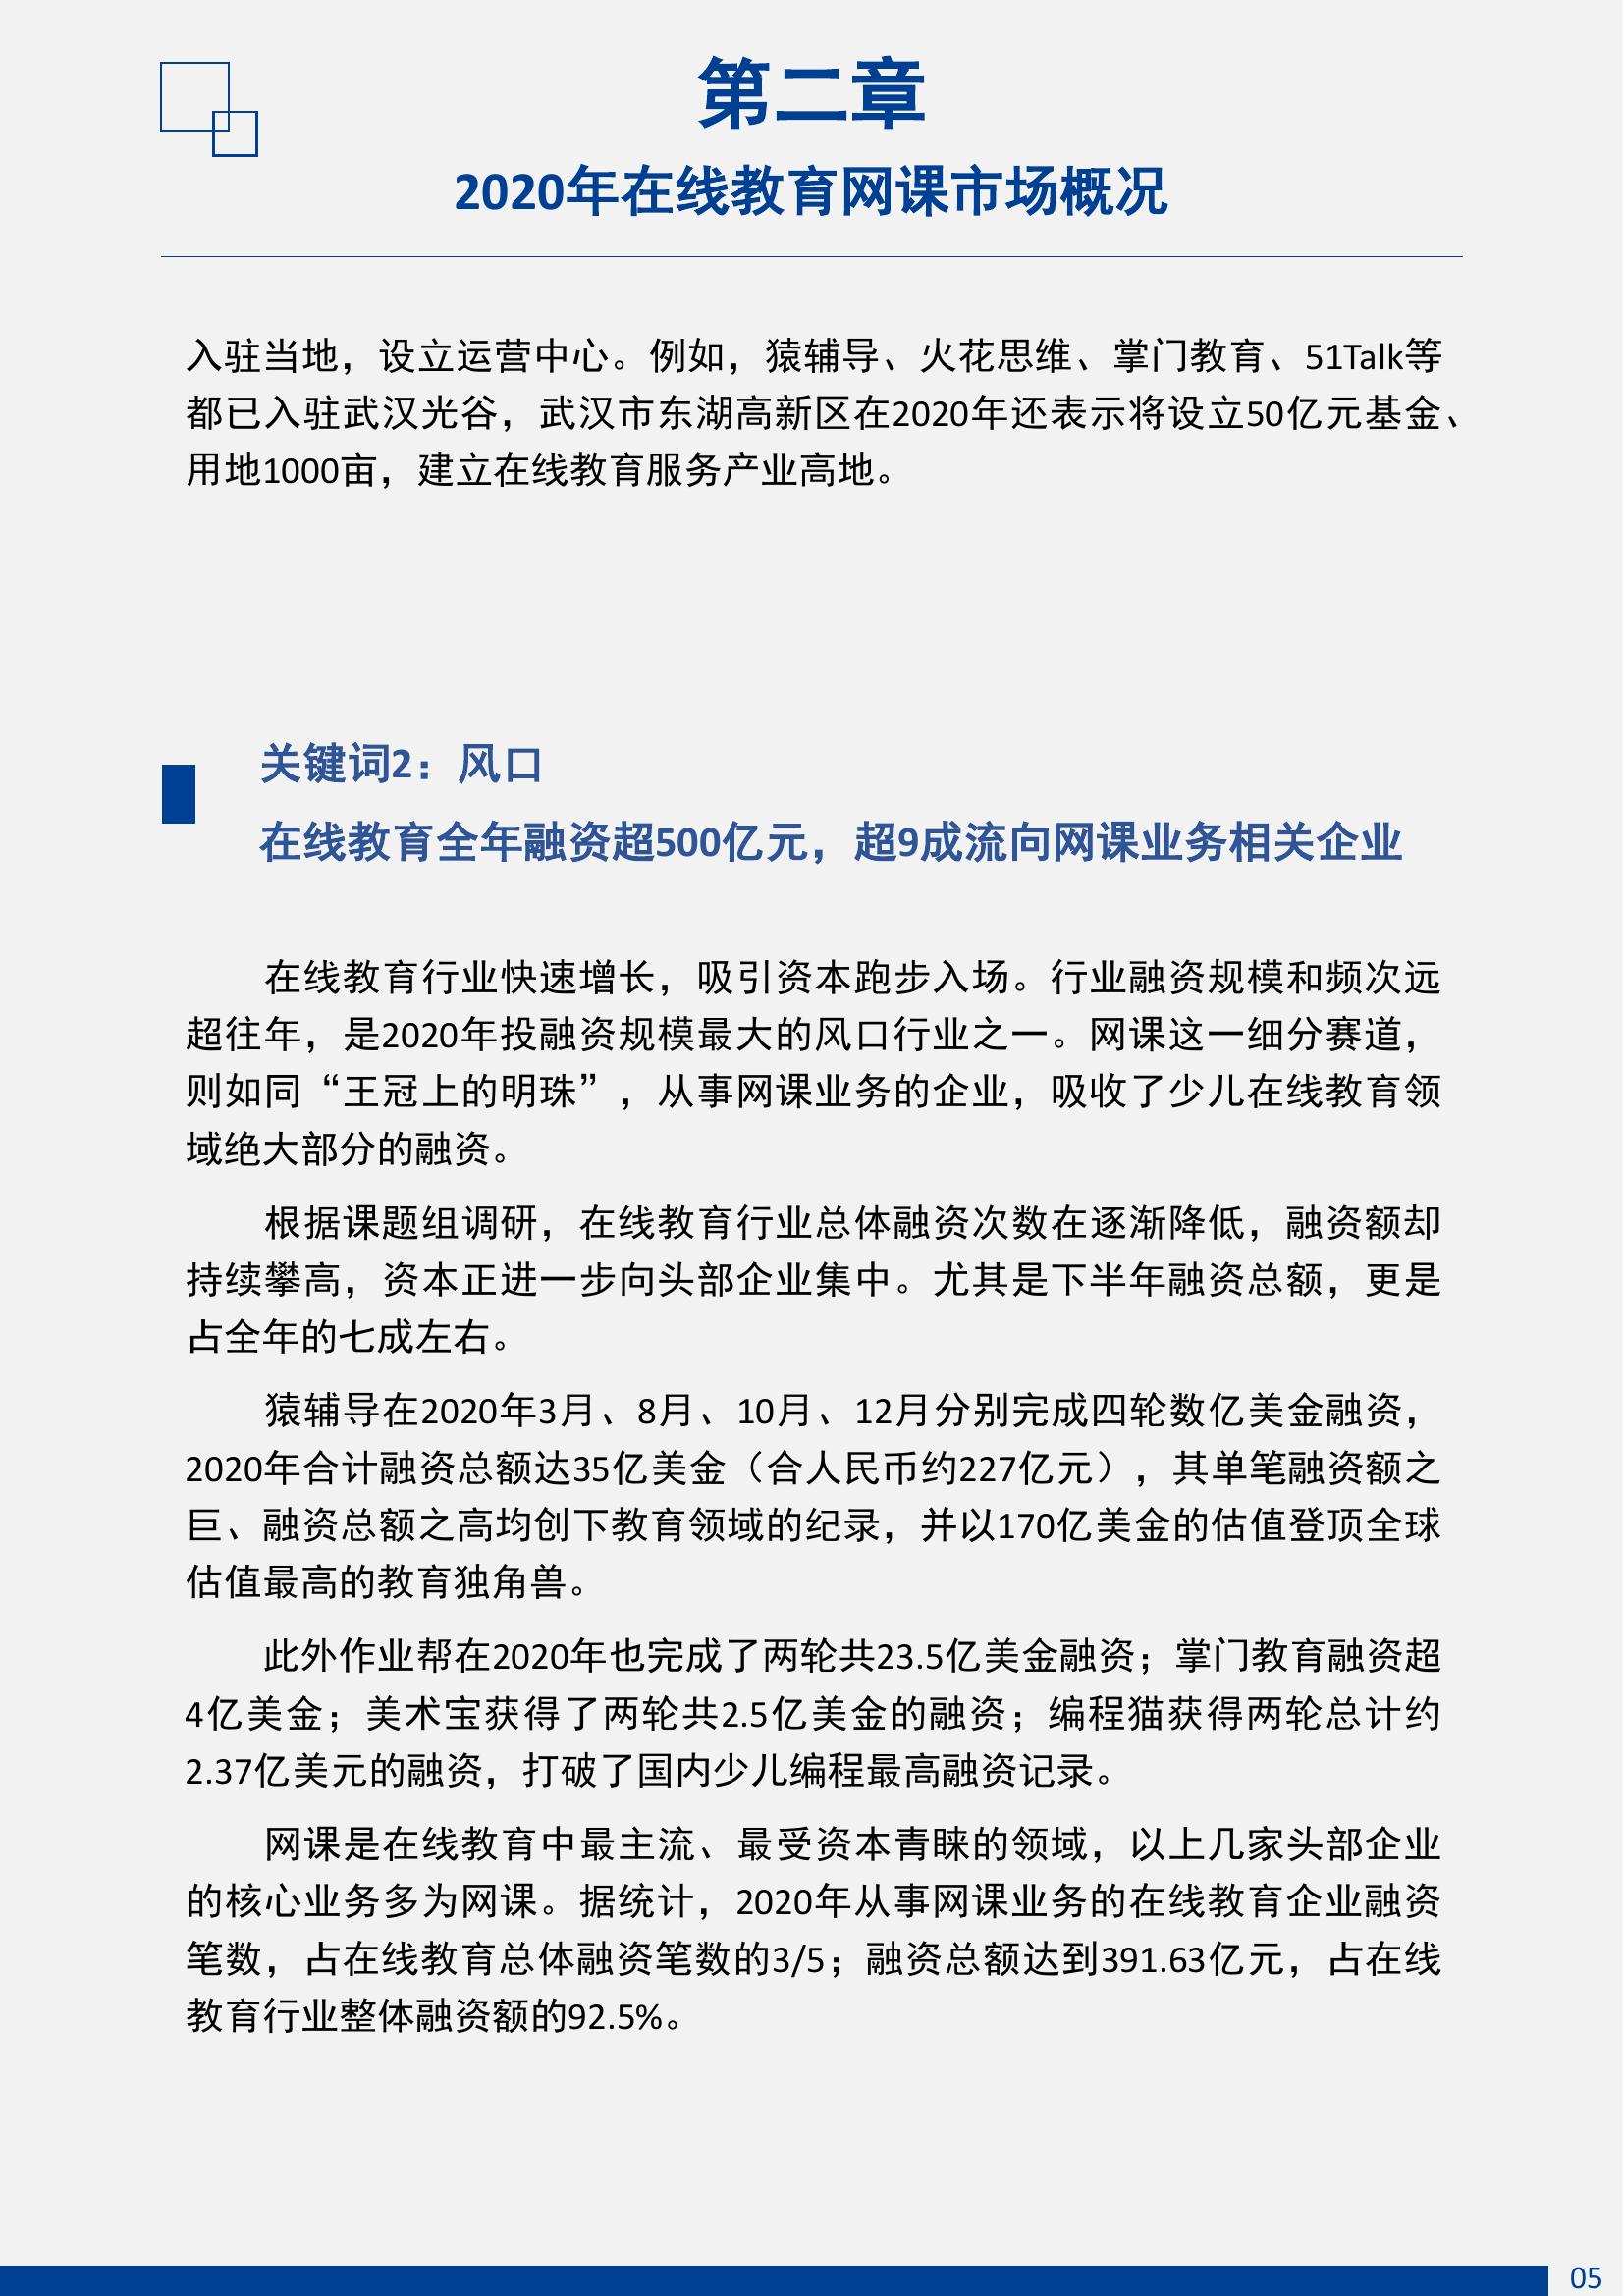 第二章
2020年在线教育网课市场概况
入驻当地，设立运营中心。例如，猿辅导、火花思维、掌门教育、51Talk等
都已入驻武汉光谷，武汉市东湖高新区在2020年还表示将设立50亿元基金、
用地1000亩，建立在线教育服务产业高地。
关键词2：风口
在线教育全年融资超500亿元，超9成流向网课业务相关企业
在线教育行业快速增长，吸引资本跑步入场。行业融资规模和频次远
超往年，是2020年投融资规模最大的风口行业之一。网课这一细分赛道，
则如同“王冠上的明珠”，从事网课业务的企业，吸收了少儿在线教育领
域绝大部分的融资。
根据课题组调研，在线教育行业总体融资次数在逐渐降低，融资额却
持续攀高，资本正进一步向头部企业集中。尤其是下半年融资总额，更是
占全年的七成左右。
猿辅导在2020年3月、8月、10月、12月分别完成四轮数亿美金融资，
2020年合计融资总额达35亿美金（合人民币约227亿元），其单笔融资额之
巨、融资总额之高均创下教育领域的纪录，并以170亿美金的估值登顶全球
估值最高的教育独角兽。
此外作业帮在2020年也完成了两轮共23.5亿美金融资；掌门教育融资超
4亿美金；美术宝获得了两轮共2.5亿美金的融资；编程猫获得两轮总计约
2.37亿美元的融资，打破了国内少儿编程最高融资记录。
网课是在线教育中最主流、最受资本青睐的领域，以上几家头部企业
的核心业务多为网课。据统计，2020年从事网课业务的在线教育企业融资
笔数，占在线教育总体融资笔数的3/5；融资总额达到391.63亿元，占在线
教育行业整体融资额的92.5%。
05